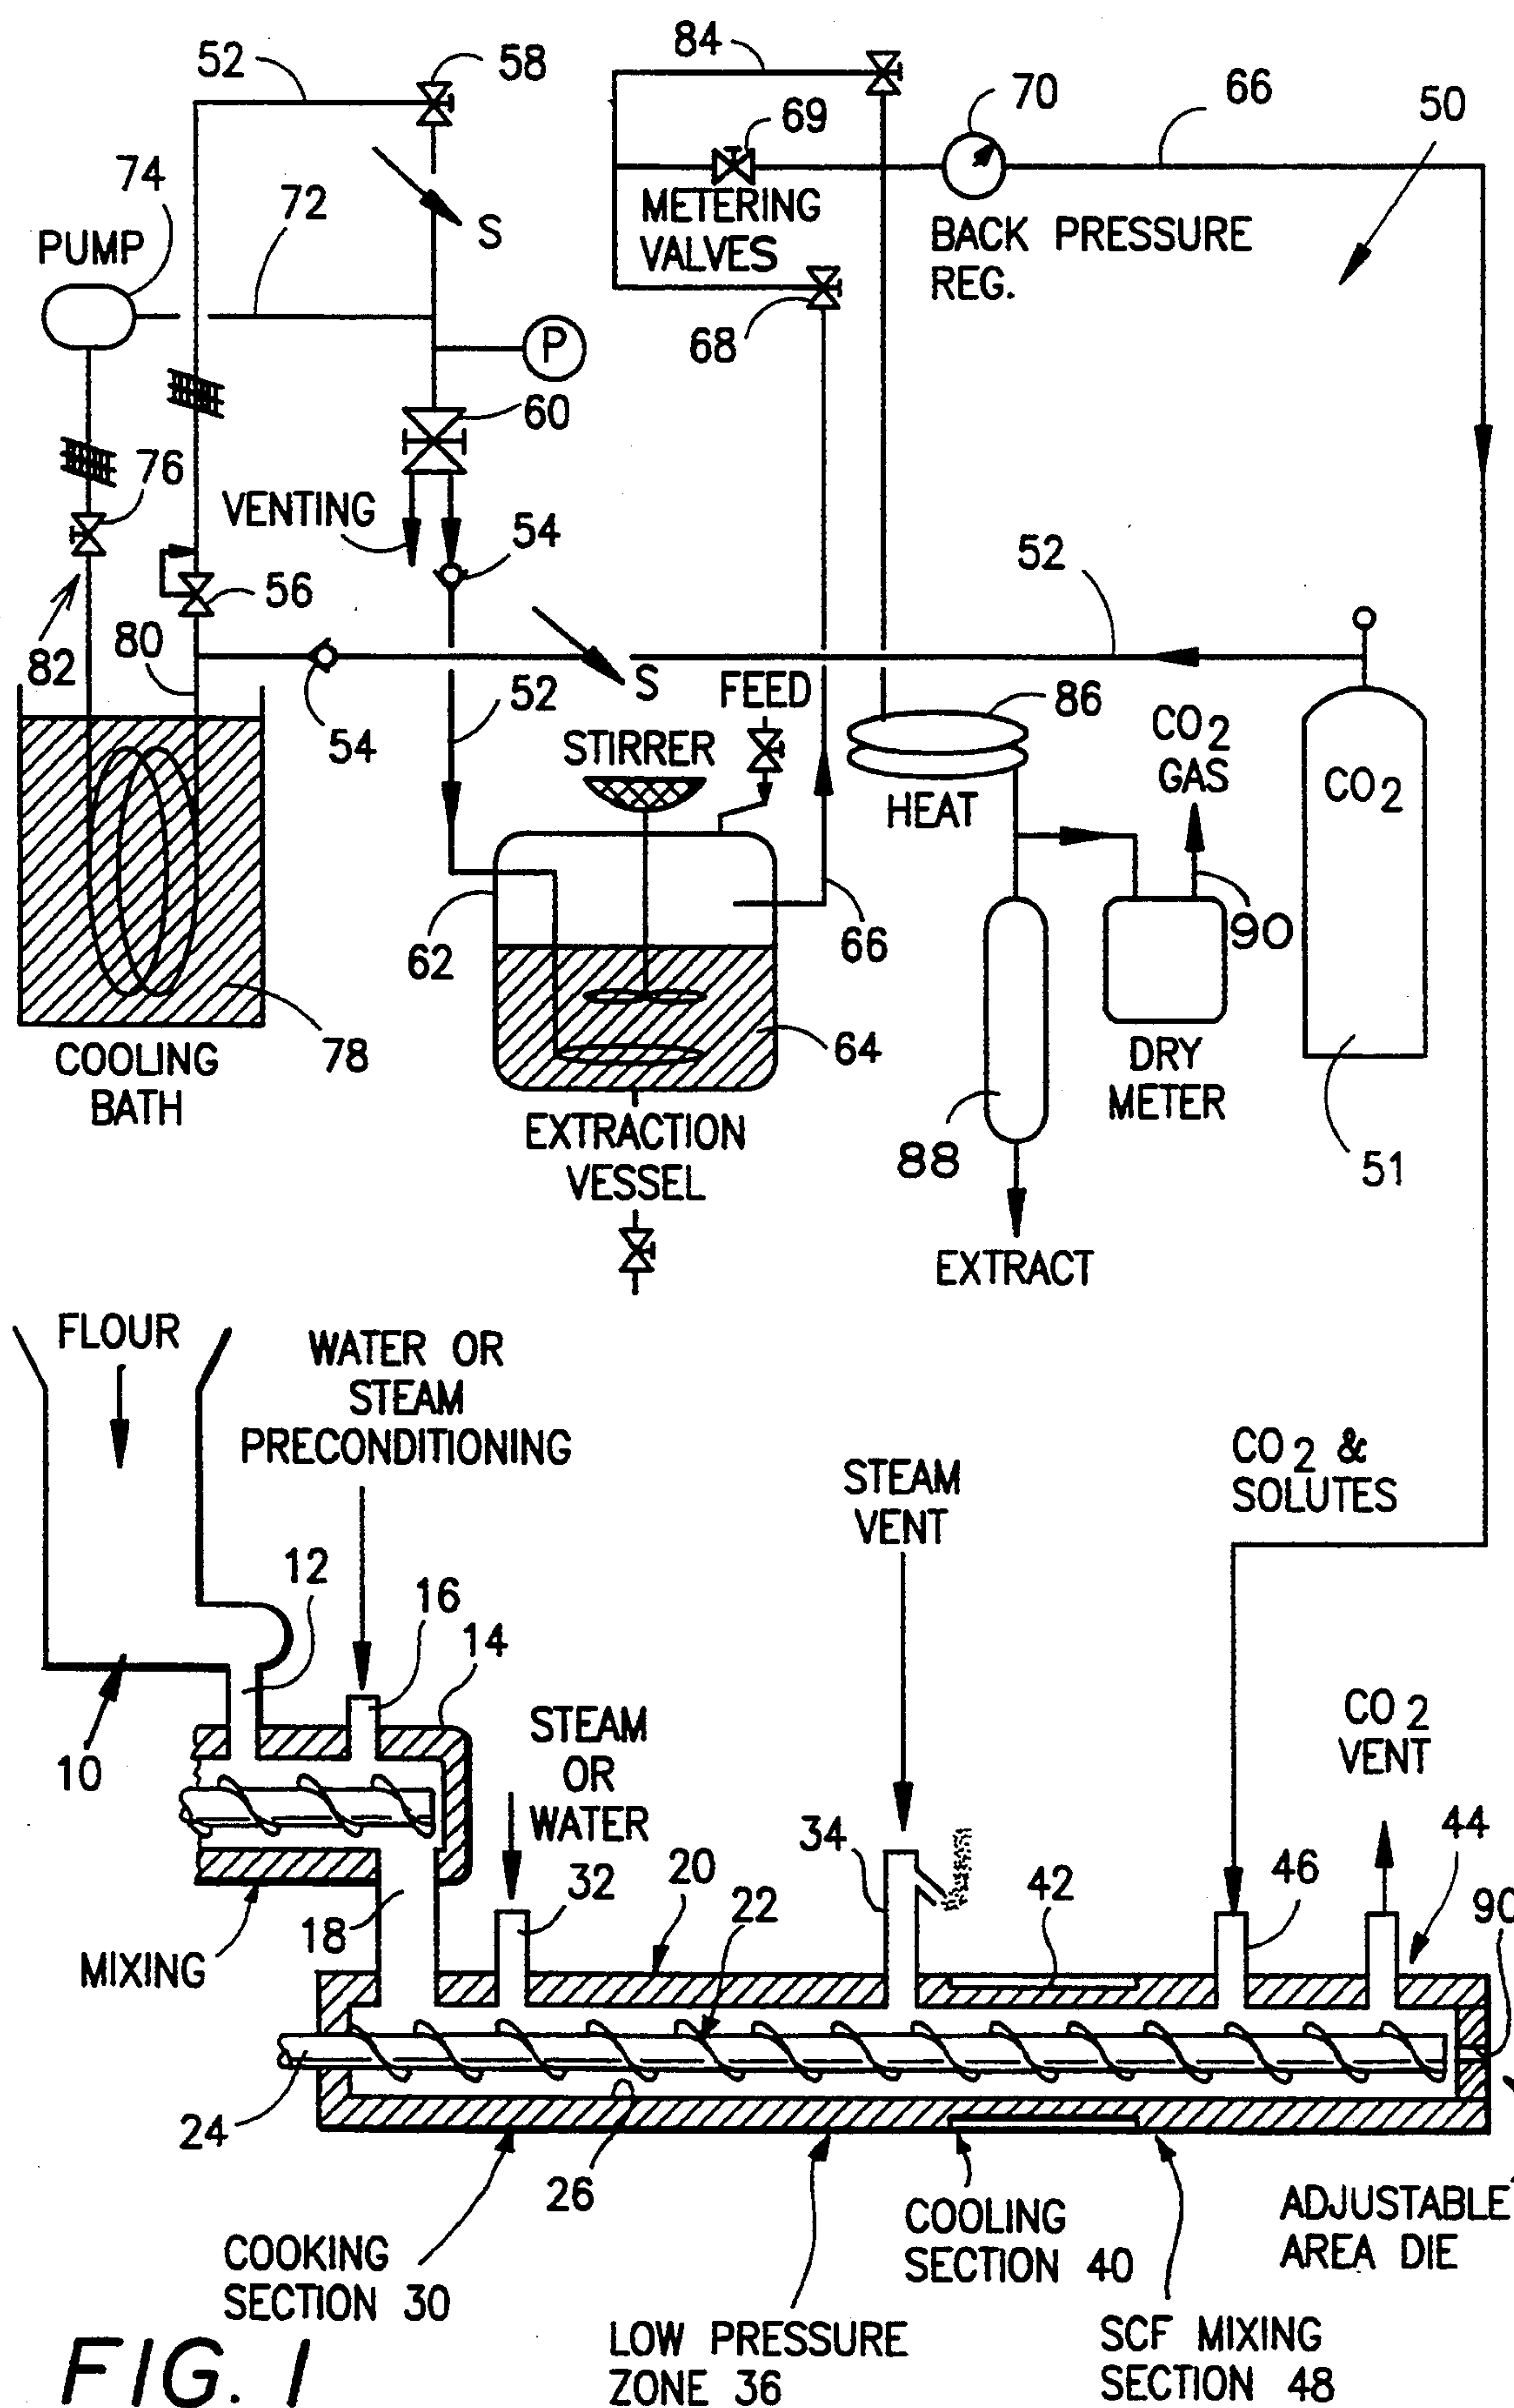 52
58
84
70
66
50
69
74
72
S
METERING
VALVES
BACK PRESSURE
REG.
PUMP
P
68
60
76
VENTING
54
52
56
82
80
54
52
S
FEED
86
CO2
GAS
STIRRER
HEAT
CO2
62
66
90
64
78
COOLING
BATH
DRY
METER
EXTRACTION
VESSEL
88
51
EXTRACT
FLOUR
WATER OR
STEAM
PRECONDITIONING
STEAM
VENT
CO2 &
SOLUTES
12
16
14
10
STEAM
OR
WATER
CO2
VENT
34
44
42
46
90
32
20
22
18
MIXING
24
26
COOKING
SECTION 30
LOW PRESSURE
ZONE 36
COOLING
SECTION 40
SCF MIXING
SECTION 48
ADJUSTABLE
AREA DIE
FIG. 1